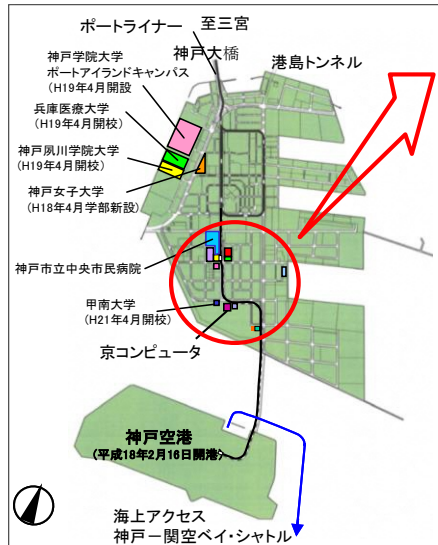 ポートライナー
至三宮
神戸大橋
港島トンネル
神戸学院大学
ポートアイランドキャンパス
(H19年4月開設
兵庫医療大学
(H19年4月開校)
神戸夙川学院大学
(H19年4月開校)
神戸女子大学
(H18年4月学部新設)
神戸市立中央市民病院
甲南大学
(H21年4月開校)
京コンピュータ
神戸空港
(平成18年2月16日開港)
海上アクセス
神戸－関空ベイ・シャトル